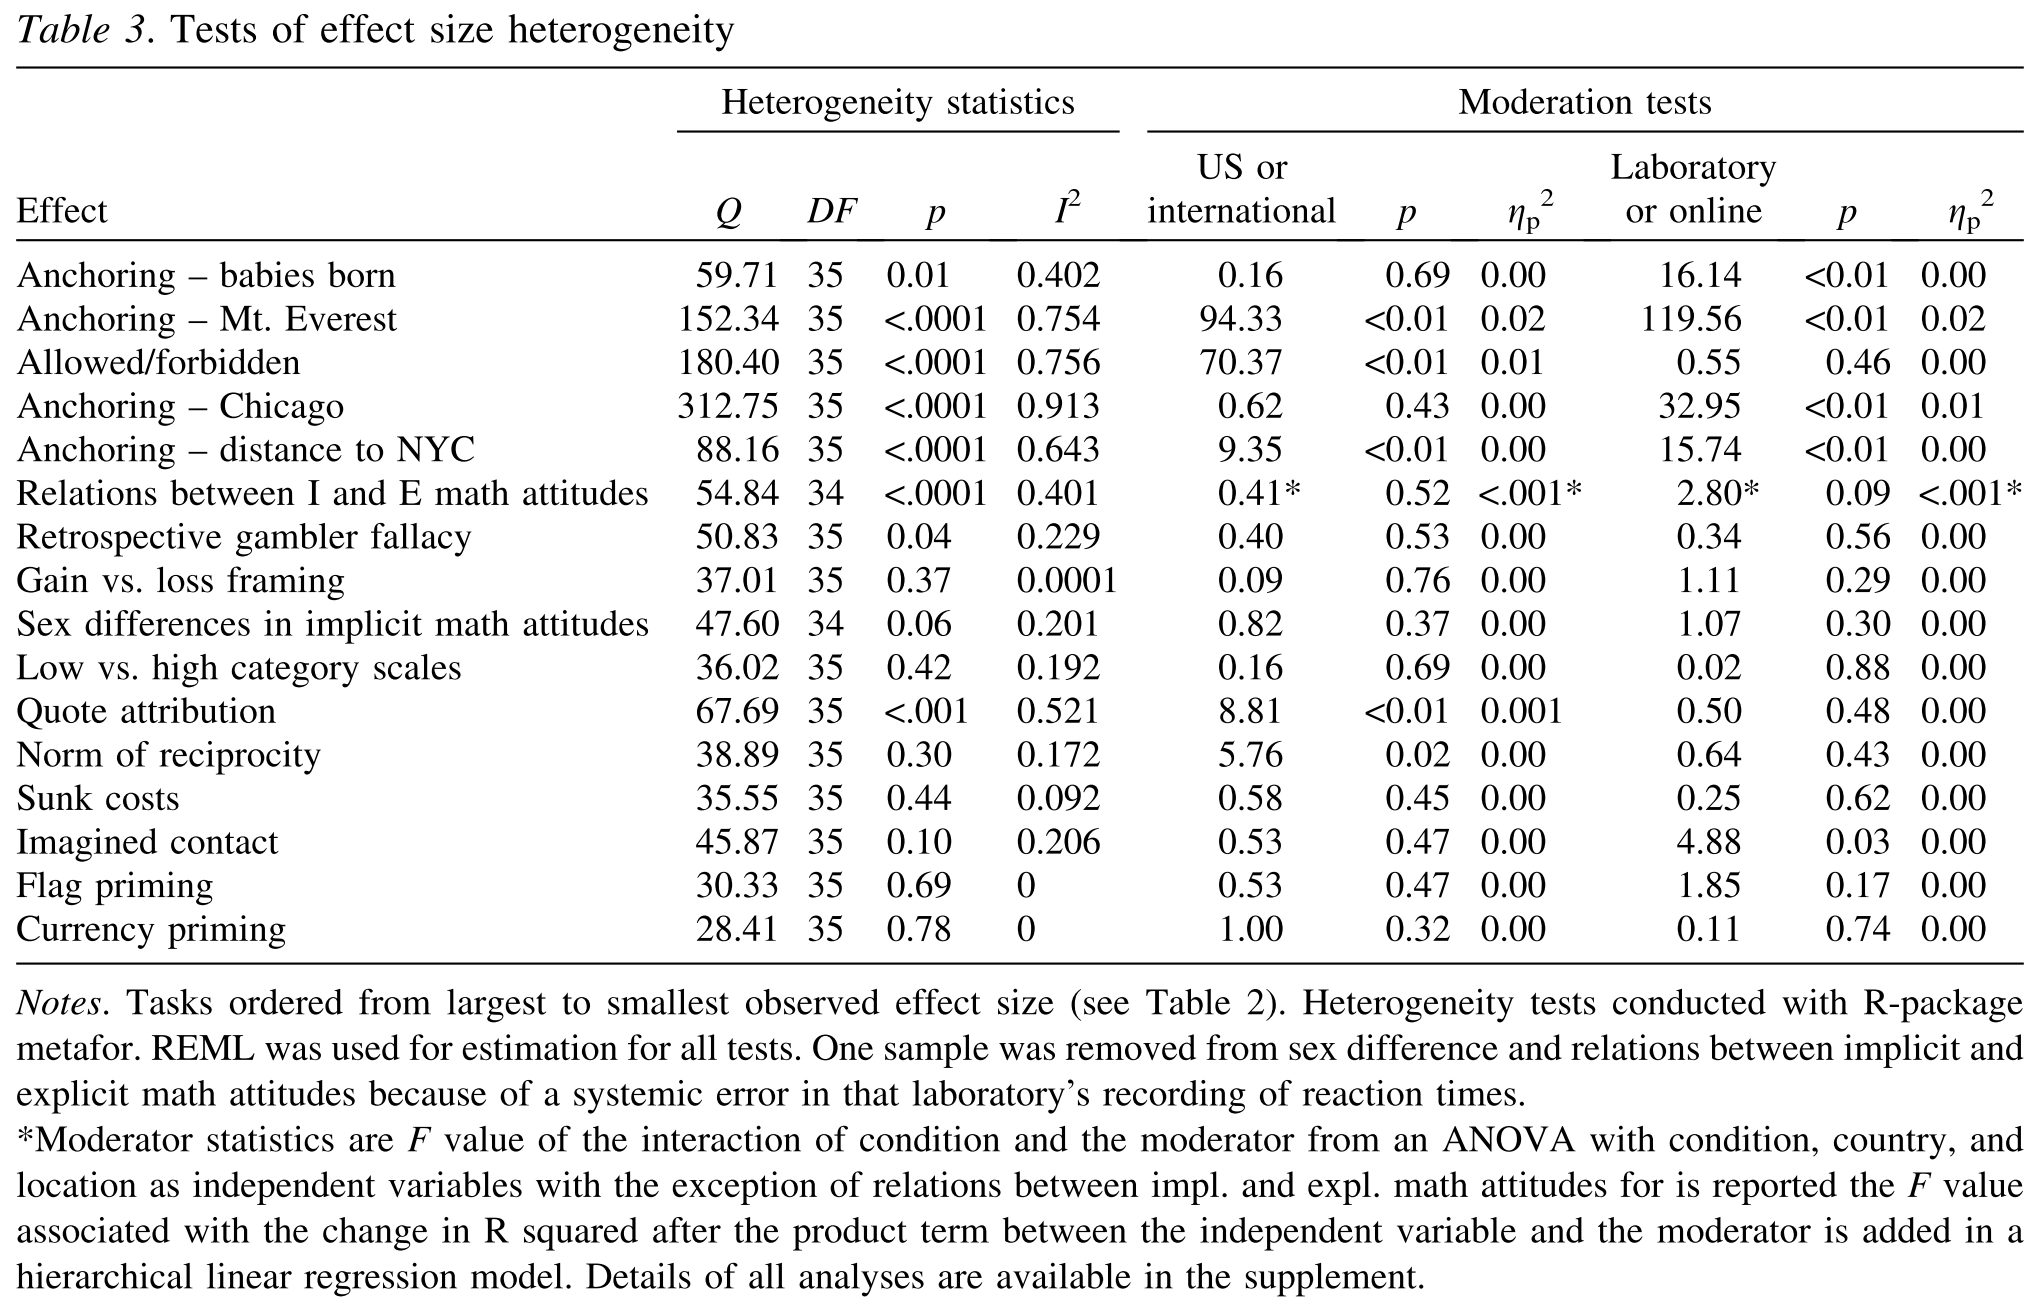 Table 3. Tests of effect size heterogeneity
Heterogeneity statistics Moderation tests
US or Laboratory
Effect Q DF p I² international p ηp² or online p ηp²
Anchoring – babies born 59.71 35 0.01 0.402 0.16 0.69 0.00 16.14 <0.01 0.00
Anchoring – Mt. Everest 152.34 35 <.0001 0.754 94.33 <0.01 0.02 119.56 <0.01 0.02
Allowed/forbidden 180.40 35 <.0001 0.756 70.37 <0.01 0.01 0.55 0.46 0.00
Anchoring – Chicago 312.75 35 <.0001 0.913 0.62 0.43 0.00 32.95 <0.01 0.01
Anchoring – distance to NYC 88.16 35 <.0001 0.643 9.35 <0.01 0.00 15.74 <0.01 0.00
Relations between I and E math attitudes 54.84 34 <.0001 0.401 0.41* 0.52 <.001* 2.80* 0.09 <.001*
Retrospective gambler fallacy 50.83 35 0.04 0.229 0.40 0.53 0.00 0.34 0.56 0.00
Gain vs. loss framing 37.01 35 0.37 0.0001 0.09 0.76 0.00 1.11 0.29 0.00
Sex differences in implicit math attitudes 47.60 34 0.06 0.201 0.82 0.37 0.00 1.07 0.30 0.00
Low vs. high category scales 36.02 35 0.42 0.192 0.16 0.69 0.00 0.02 0.88 0.00
Quote attribution 67.69 35 <.001 0.521 8.81 <0.01 0.001 0.50 0.48 0.00
Norm of reciprocity 38.89 35 0.30 0.172 5.76 0.02 0.00 0.64 0.43 0.00
Sunk costs 35.55 35 0.44 0.092 0.58 0.45 0.00 0.25 0.62 0.00
Imagined contact 45.87 35 0.10 0.206 0.53 0.47 0.00 4.88 0.03 0.00
Flag priming 30.33 35 0.69 0 0.53 0.47 0.00 1.85 0.17 0.00
Currency priming 28.41 35 0.78 0 1.00 0.32 0.00 0.11 0.74 0.00
Notes. Tasks ordered from largest to smallest observed effect size (see Table 2). Heterogeneity tests conducted with R-package
metafor. REML was used for estimation for all tests. One sample was removed from sex difference and relations between implicit and
explicit math attitudes because of a systemic error in that laboratory's recording of reaction times.
*Moderator statistics are F value of the interaction of condition and the moderator from an ANOVA with condition, country, and
location as independent variables with the exception of relations between impl. and expl. math attitudes for is reported the F value
associated with the change in R squared after the product term between the independent variable and the moderator is added in a
hierarchical linear regression model. Details of all analyses are available in the supplement.